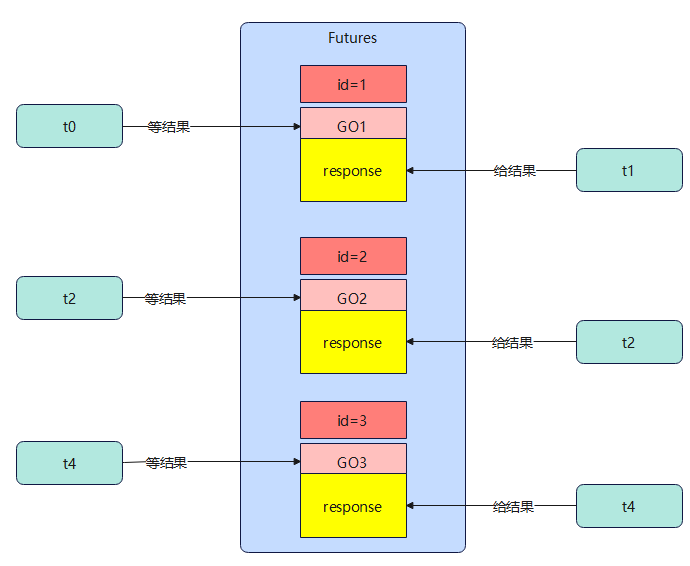 Futures
id=1
t0
等结果
GO1
response
给结果
t1
id=2
t2
等结果
GO2
response
给结果
t2
id=3
t4
等结果
GO3
response
给结果
t4